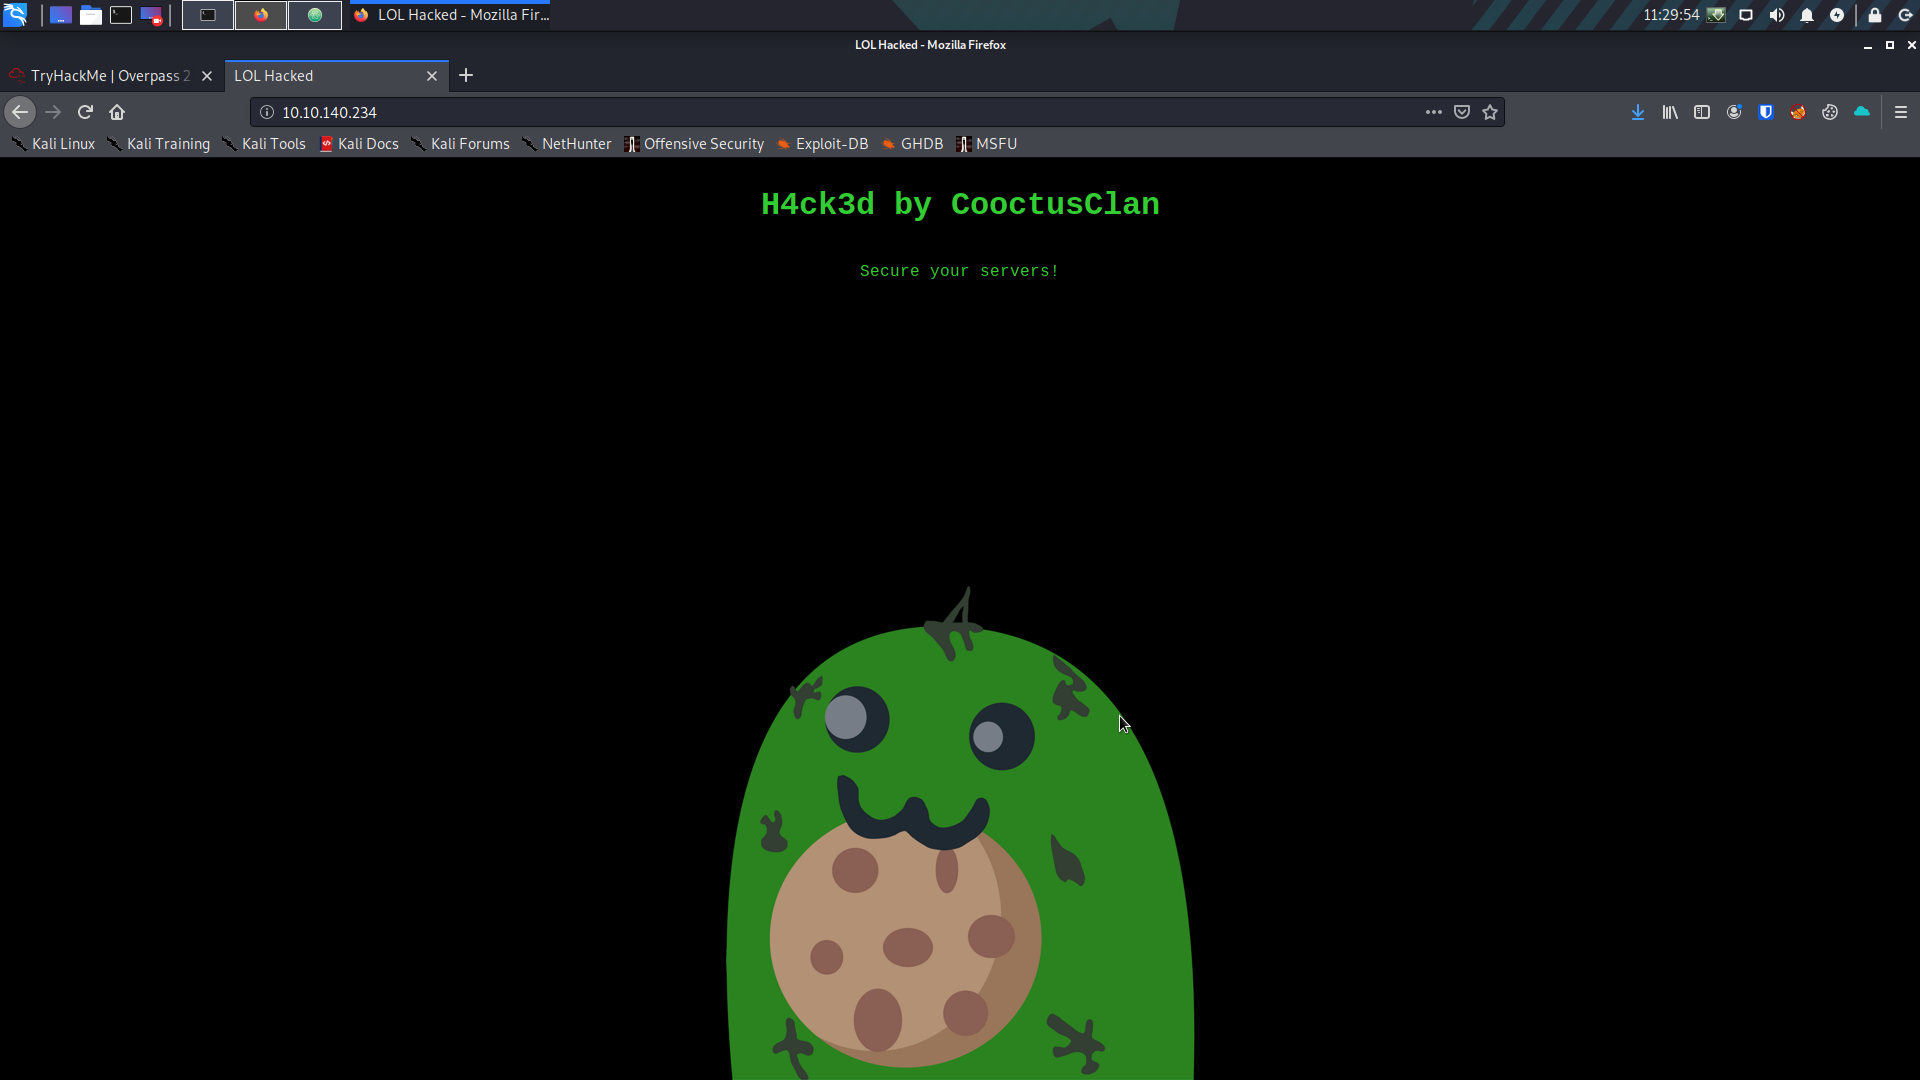 LOL Hacked - Mozilla Fir...
11:29:54
LOL Hacked - Mozilla Firefox
TryHackMe | Overpass 2
LOL Hacked
10.10.140.234
Kali Linux
Kali Training
Kali Tools
Kali Docs
Kali Forums
NetHunter
Offensive Security
Exploit-DB
GHDB
MSFU
H4ck3d by CooctusClan
Secure your servers!